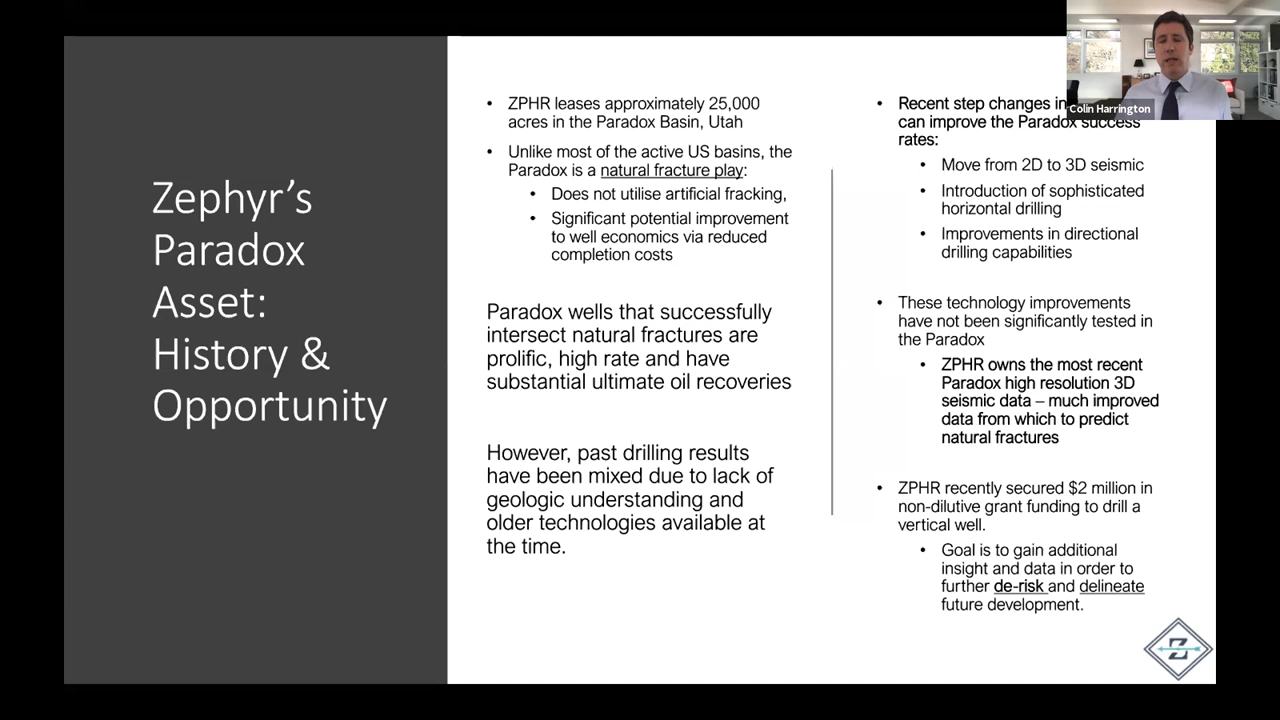 Zephyr's
Paradox
Asset:
History &
Opportunity
• ZPHR leases approximately 25,000
acres in the Paradox Basin, Utah
• Unlike most of the active US basins, the
Paradox is a natural fracture play:
• Does not utilise artificial fracking,
• Significant potential improvement
to well economics via reduced
completion costs
Paradox wells that successfully
intersect natural fractures are
prolific, high rate and have
substantial ultimate oil recoveries
However, past drilling results
have been mixed due to lack of
geologic understanding and
older technologies available at
the time.
• Recent step changes in
can improve the Paradox success
rates:
• Move from 2D to 3D seismic
• Introduction of sophisticated
horizontal drilling
• Improvements in directional
drilling capabilities
• These technology improvements
have not been significantly tested in
the Paradox
• ZPHR owns the most recent
Paradox high resolution 3D
seismic data – much improved
data from which to predict
natural fractures
• ZPHR recently secured $2 million in
non-dilutive grant funding to drill a
vertical well.
• Goal is to gain additional
insight and data in order to
further de-risk and delineate
future development.
Colin Harrington
Z